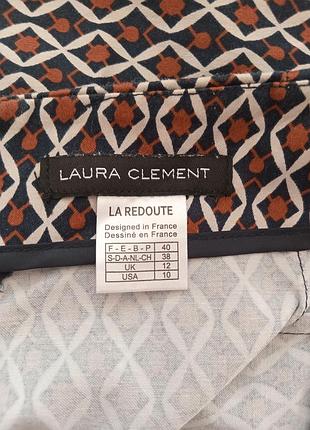 LAURA CLEMENT
LA REDOUTE
Designed in France
Dessiné en France
F - E - B - P 40
S-D-A-NL-CH 38
UK 12
USA 10